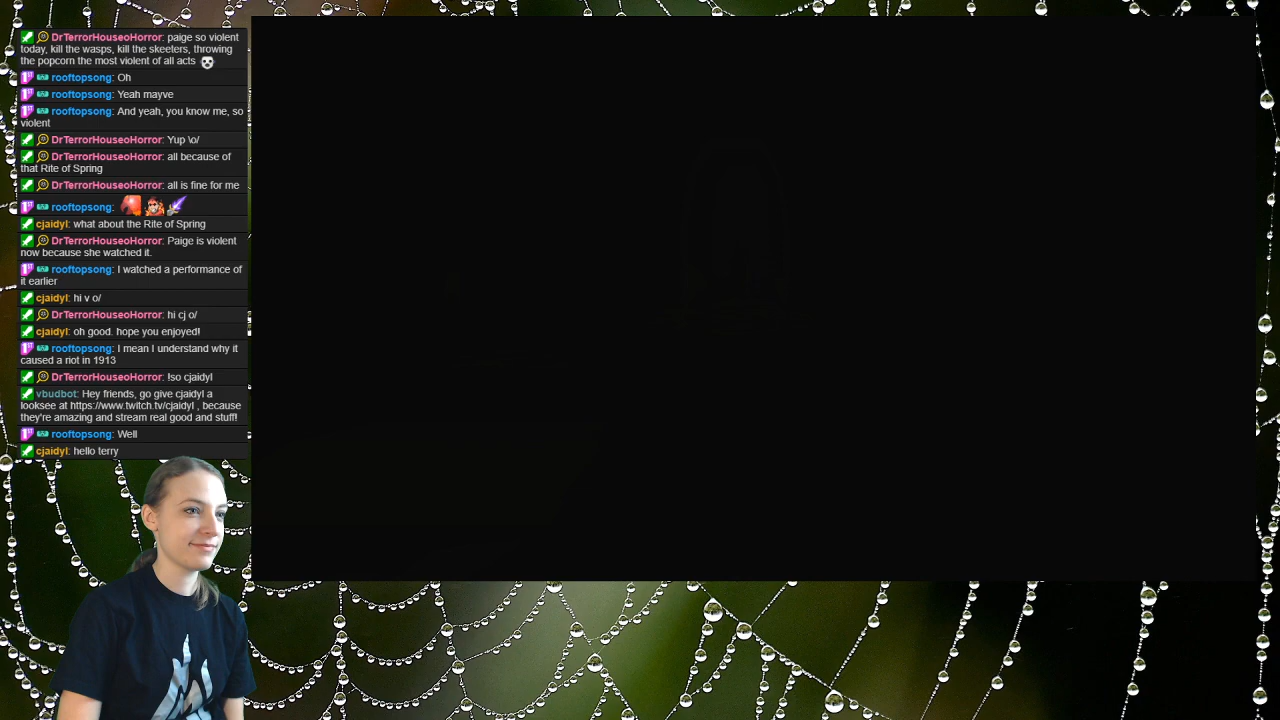 DrTerrorHouseoHorror: paige so violent
today, kill the wasps, kill the skeeters, throwing
the popcorn the most violent of all acts
rooftopsong: Oh
rooftopsong: Yeah mayve
rooftopsong: And yeah, you know me, so
violent
DrTerrorHouseoHorror: Yup \o/
DrTerrorHouseoHorror: all because of
that Rite of Spring
DrTerrorHouseoHorror: all is fine for me
rooftopsong:
cjaidyl: what about the Rite of Spring
DrTerrorHouseoHorror: Paige is violent
now because she watched it.
rooftopsong: I watched a performance of
it earlier
cjaidyl: hi v o/
DrTerrorHouseoHorror: hi cj o/
cjaidyl: oh good. hope you enjoyed!
rooftopsong: I mean I understand why it
caused a riot in 1913
DrTerrorHouseoHorror: !so cjaidyl
vbudbot: Hey friends, go give cjaidyl a
looksee at https://www.twitch.tv/cjaidyl , because
they're amazing and stream real good and stuff!
rooftopsong: Well
cjaidyl: hello terry